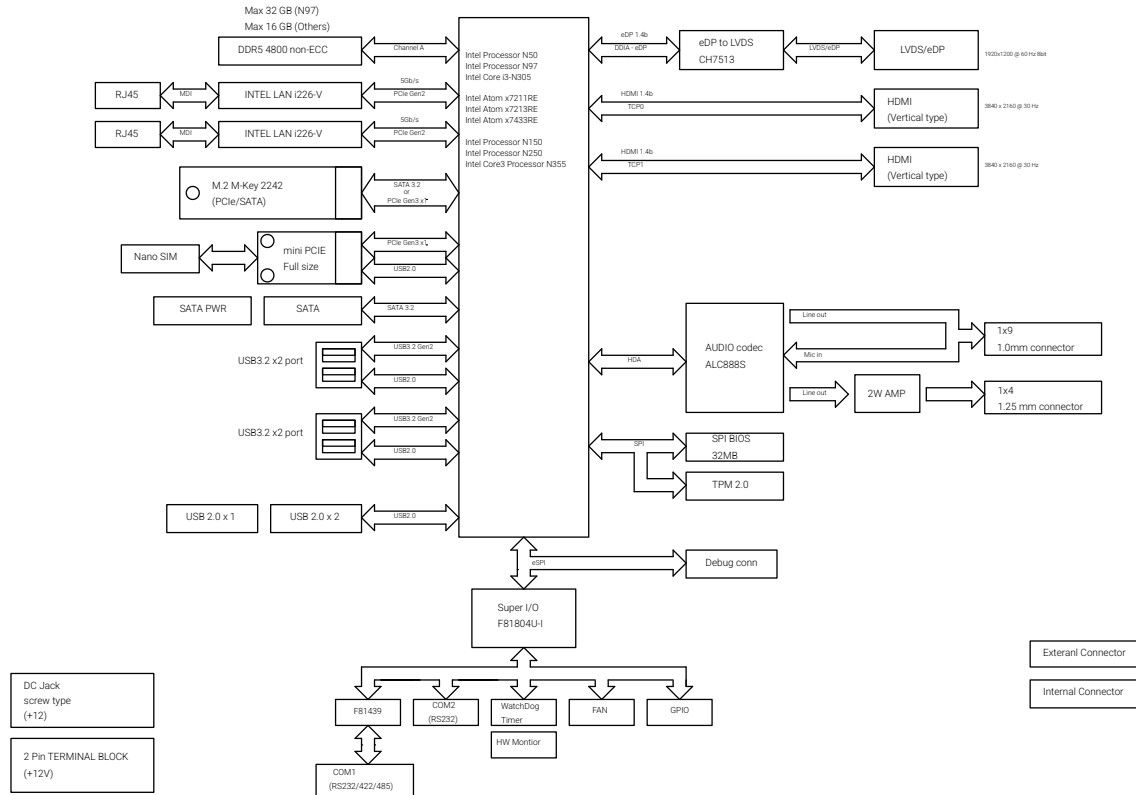 Max 32 GB (N97)
Max 16 GB (Others)
DDR5 4800 non-ECC
Channel A
RJ45
MDI
INTEL LAN i226-V
5Gb/s
PCIe Gen2
RJ45
MDI
INTEL LAN i226-V
5Gb/s
PCIe Gen2
M.2 M-Key 2242
(PCIe/SATA)
SATA 3.2
or
PCIe Gen3 x1
Nano SIM
mini PCIE
Full size
PCIe Gen3 x1
USB2.0
SATA PWR
SATA
SATA 3.2
USB3.2 x2 port
USB3.2 Gen2
USB2.0
USB3.2 x2 port
USB3.2 Gen2
USB2.0
USB 2.0 x 1
USB 2.0 x 2
USB2.0
Intel Processor N50
Intel Processor N97
Intel Core i3-N305
Intel Atom x7211RE
Intel Atom x7213RE
Intel Atom x7433RE
Intel Processor N150
Intel Processor N250
Intel Core3 Processor N355
eDP 1.4b
DDIA - eDP
eDP to LVDS
CH7513
LVDS/eDP
LVDS/eDP
1920x1200 @ 60 Hz 8bit
HDMI 1.4b
TCP0
HDMI
(Vertical type)
3840 x 2160 @ 30 Hz
HDMI 1.4b
TCP1
HDMI
(Vertical type)
3840 x 2160 @ 30 Hz
HDA
AUDIO codec
ALC888S
Line out
Mic in
1x9
1.0mm connector
Line out
2W AMP
1x4
1.25 mm connector
SPI
SPI BIOS
32MB
TPM 2.0
eSPI
Debug conn
Super I/O
F81804U-I
F81439
COM2
(RS232)
WatchDog
Timer
FAN
GPIO
HW Montior
COM1
(RS232/422/485)
DC Jack
screw type
(+12)
2 Pin TERMINAL BLOCK
(+12V)
Exteranl Connector
Internal Connector